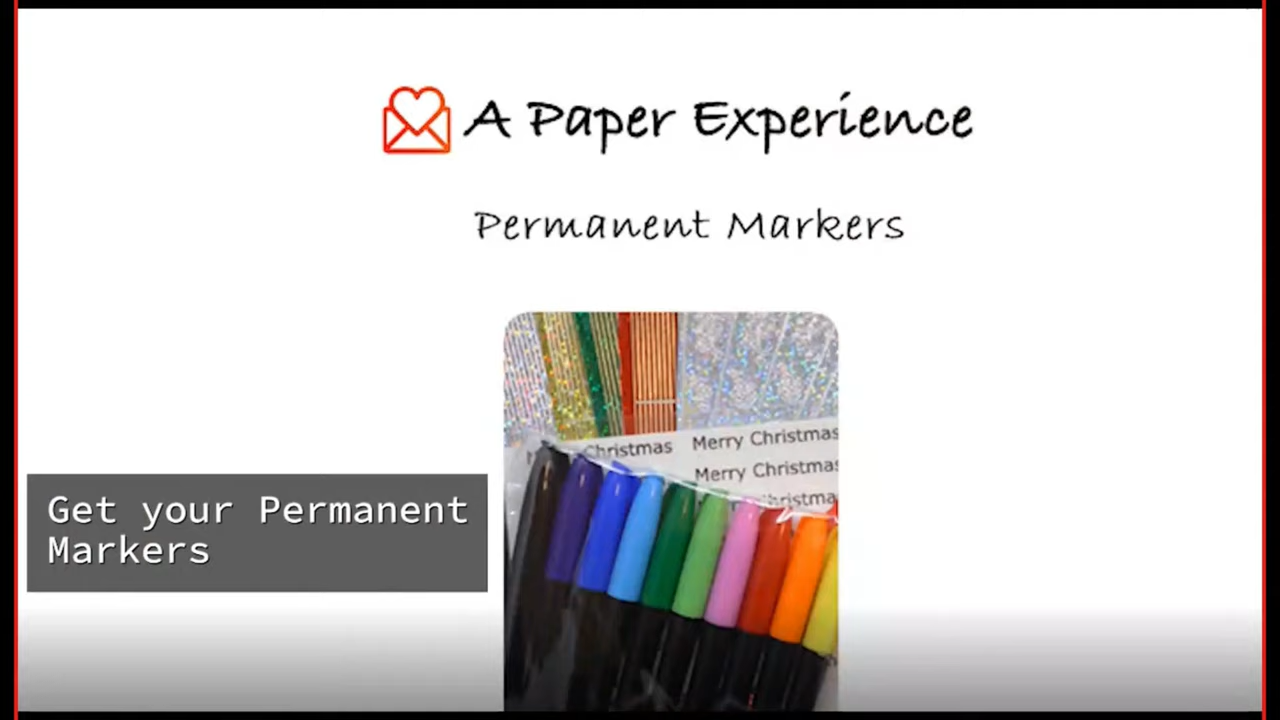 A Paper Experience
Permanent Markers
Christmas Merry Christmas
Merry Christmas
Get your Permanent
Markers